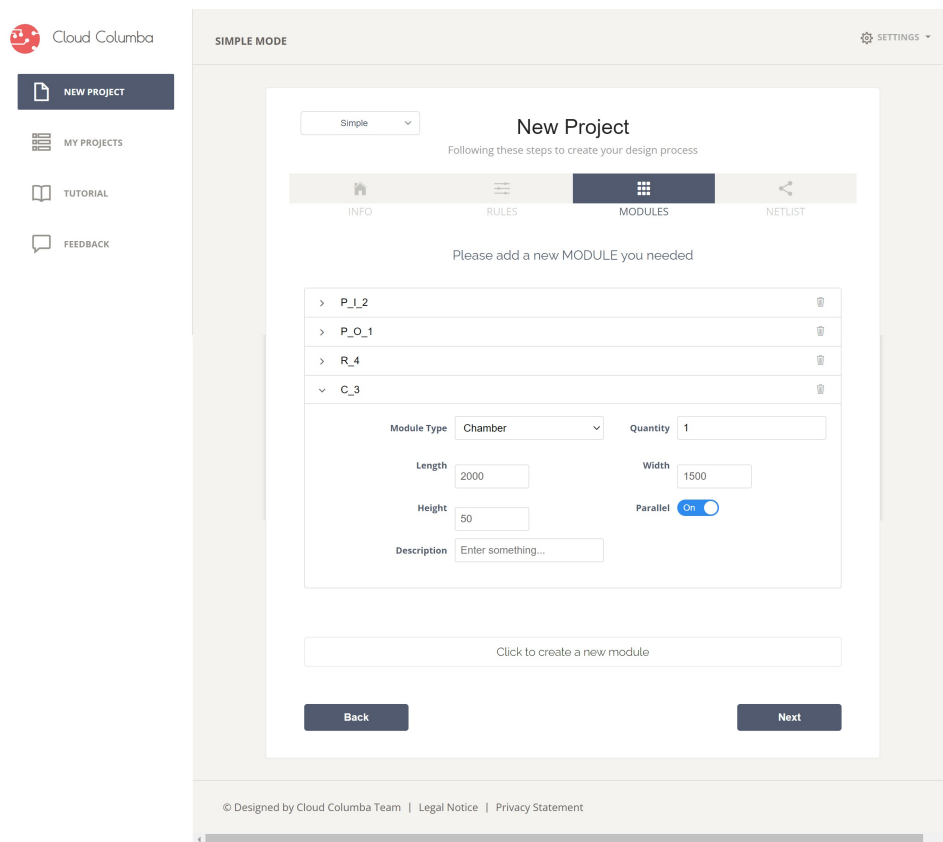 Cloud Columba
SIMPLE MODE
SETTINGS
NEW PROJECT
MY PROJECTS
TUTORIAL
FEEDBACK
Simple
New Project
Following these steps to create your design process
INFO
RULES
MODULES
NETLIST
Please add a new MODULE you needed
P_I_2
P_O_1
R_4
C_3
Module Type Chamber Quantity 1
Length 2000 Width 1500
Height 50 Parallel On
Description Enter something...
Click to create a new module
Back
Next
© Designed by Cloud Columba Team | Legal Notice | Privacy Statement